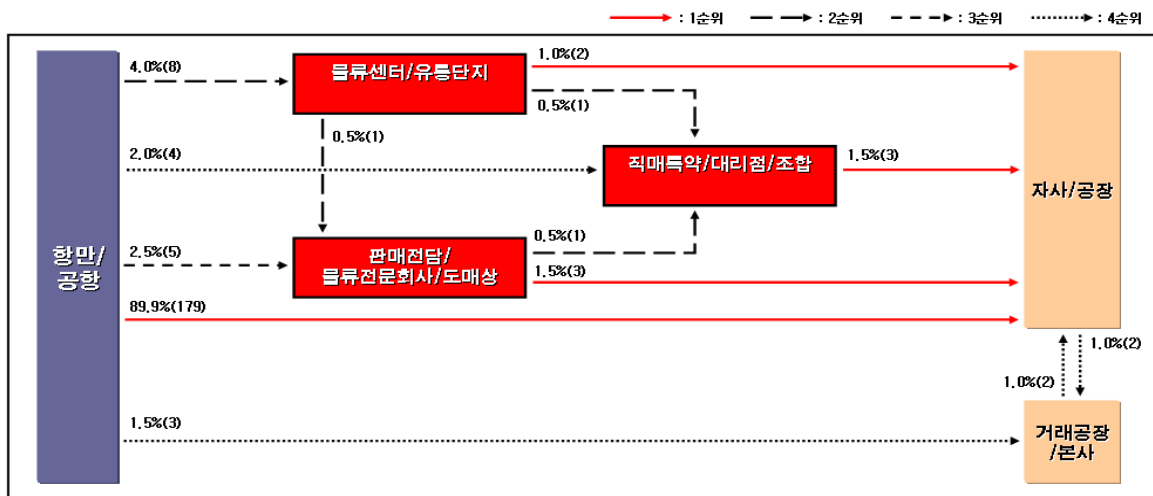 : 1순위
: 2순위
: 3순위
: 4순위
항만/
공항
4.0%(8)
물류센터/유통단지
1.0%(2)
0.5%(1)
0.5%(1)
2.0%(4)
직매특약/대리점/조합
1.5%(3)
자사/공장
2.5%(5)
판매전담/
물류전문회사/도매상
0.5%(1)
1.5%(3)
89.9%(179)
1.0%(2)
1.0%(2)
1.5%(3)
거래공장
/본사